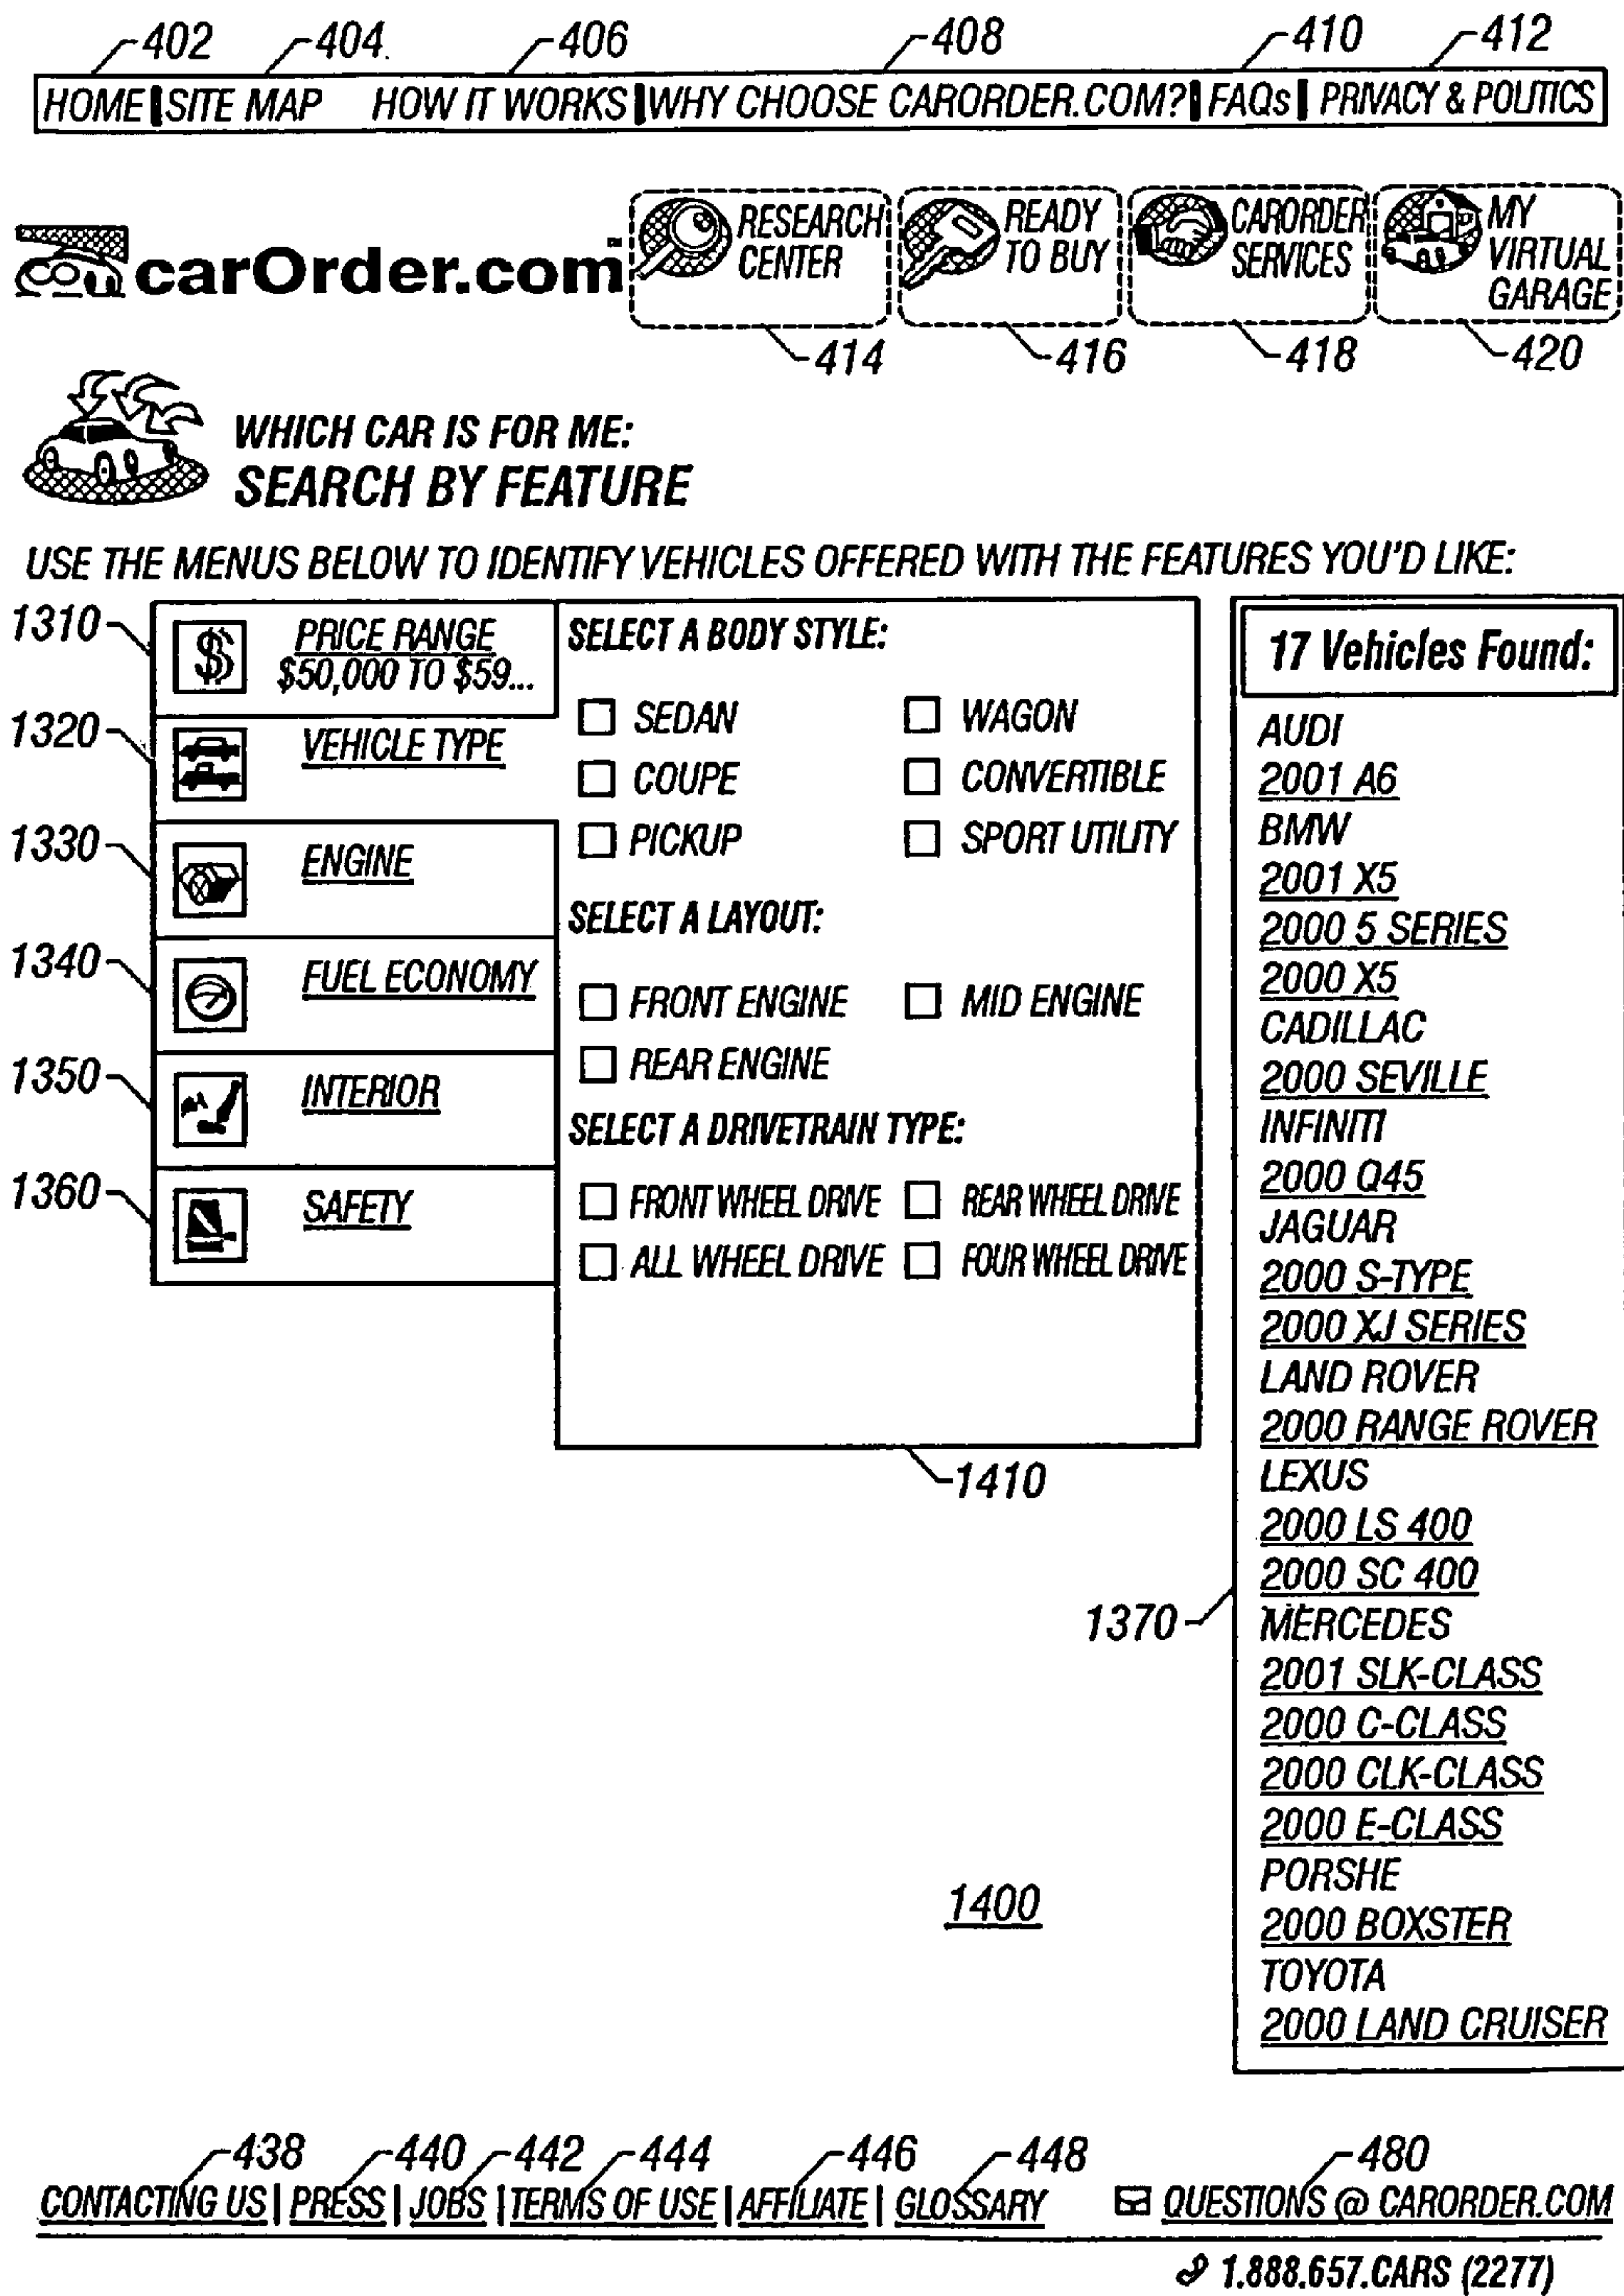 402 404 406 408 410 412
HOME | SITE MAP HOW IT WORKS | WHY CHOOSE CARORDER.COM? | FAQs | PRIVACY & POLITICS
carOrder.com™
RESEARCH CENTER
READY TO BUY
CARORDER SERVICES
MY VIRTUAL GARAGE
414 416 418 420
WHICH CAR IS FOR ME:
SEARCH BY FEATURE
USE THE MENUS BELOW TO IDENTIFY VEHICLES OFFERED WITH THE FEATURES YOU'D LIKE:
1310 $ PRICE RANGE
$50,000 TO $59...
1320 VEHICLE TYPE
1330 ENGINE
1340 FUEL ECONOMY
1350 INTERIOR
1360 SAFETY
SELECT A BODY STYLE:
SEDAN WAGON
COUPE CONVERTIBLE
PICKUP SPORT UTILITY
SELECT A LAYOUT:
FRONT ENGINE MID ENGINE
REAR ENGINE
SELECT A DRIVETRAIN TYPE:
FRONT WHEEL DRIVE REAR WHEEL DRIVE
ALL WHEEL DRIVE FOUR WHEEL DRIVE
1410
17 Vehicles Found:
AUDI
2001 A6
BMW
2001 X5
2000 5 SERIES
2000 X5
CADILLAC
2000 SEVILLE
INFINITI
2000 Q45
JAGUAR
2000 S-TYPE
2000 XJ SERIES
LAND ROVER
2000 RANGE ROVER
LEXUS
2000 LS 400
2000 SC 400
1370
MERCEDES
2001 SLK-CLASS
2000 C-CLASS
2000 CLK-CLASS
2000 E-CLASS
PORSHE
2000 BOXSTER
TOYOTA
2000 LAND CRUISER
1400
438 440 442 444 446 448 480
CONTACTING US | PRESS | JOBS | TERMS OF USE | AFFILIATE | GLOSSARY QUESTIONS @ CARORDER.COM
1.888.657.CARS (2277)